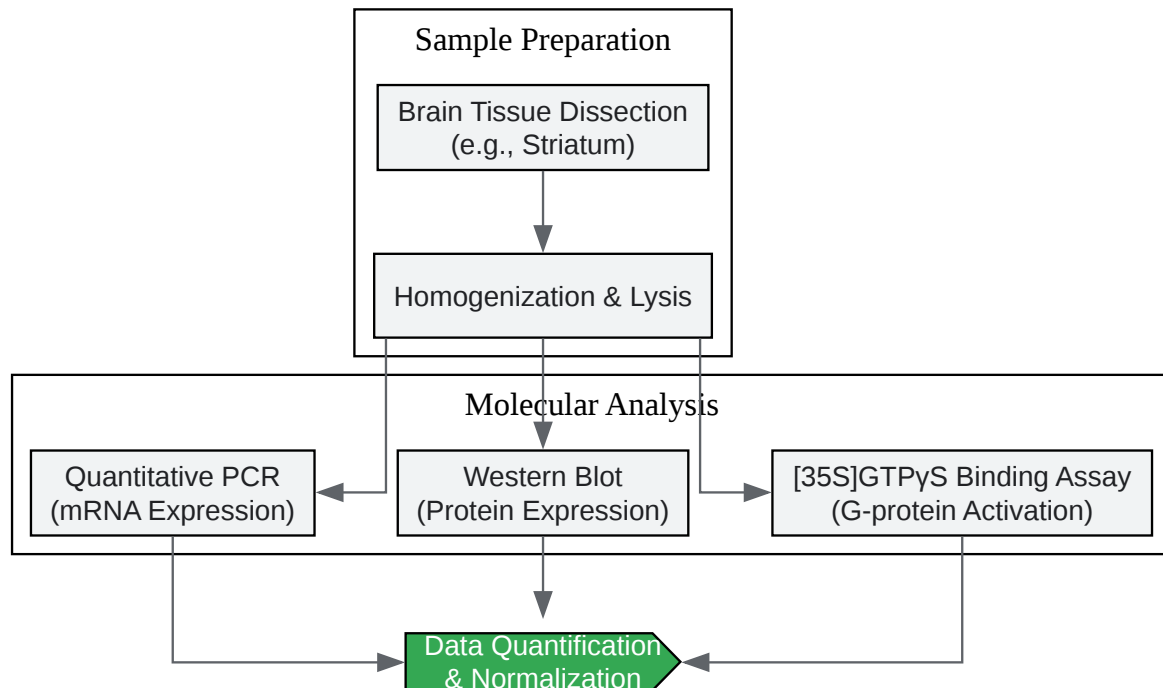 Sample Preparation
Brain Tissue Dissection
(e.g., Striatum)
Homogenization & Lysis
Molecular Analysis
Quantitative PCR
(mRNA Expression)
Western Blot
(Protein Expression)
[35S]GTPγS Binding Assay
(G-protein Activation)
Data Quantification
& Normalization